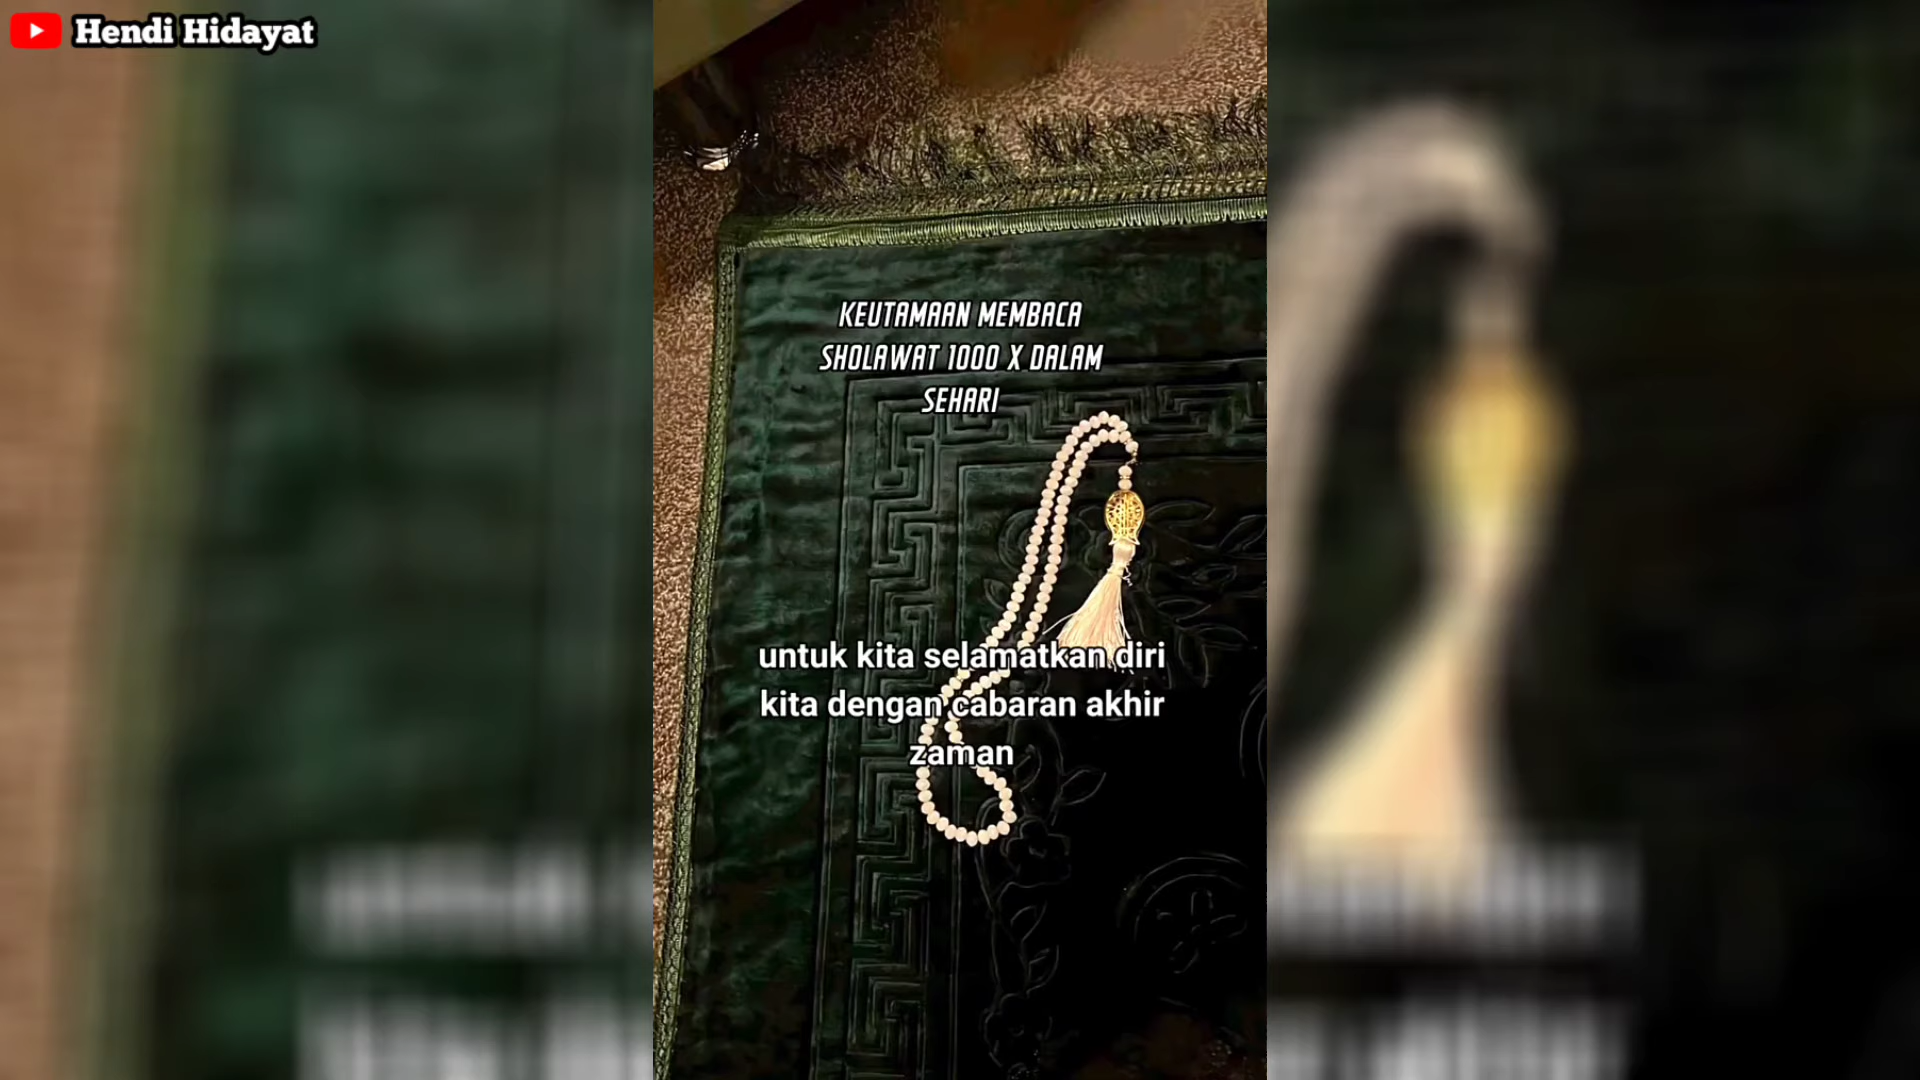 Hendi Hidayat
KEUTAMAAN MEMBACA
SHOLAWAT 1000 X DALAM
SEHARI
untuk kita selamatkan diri
kita dengan cabaran akhir
zaman